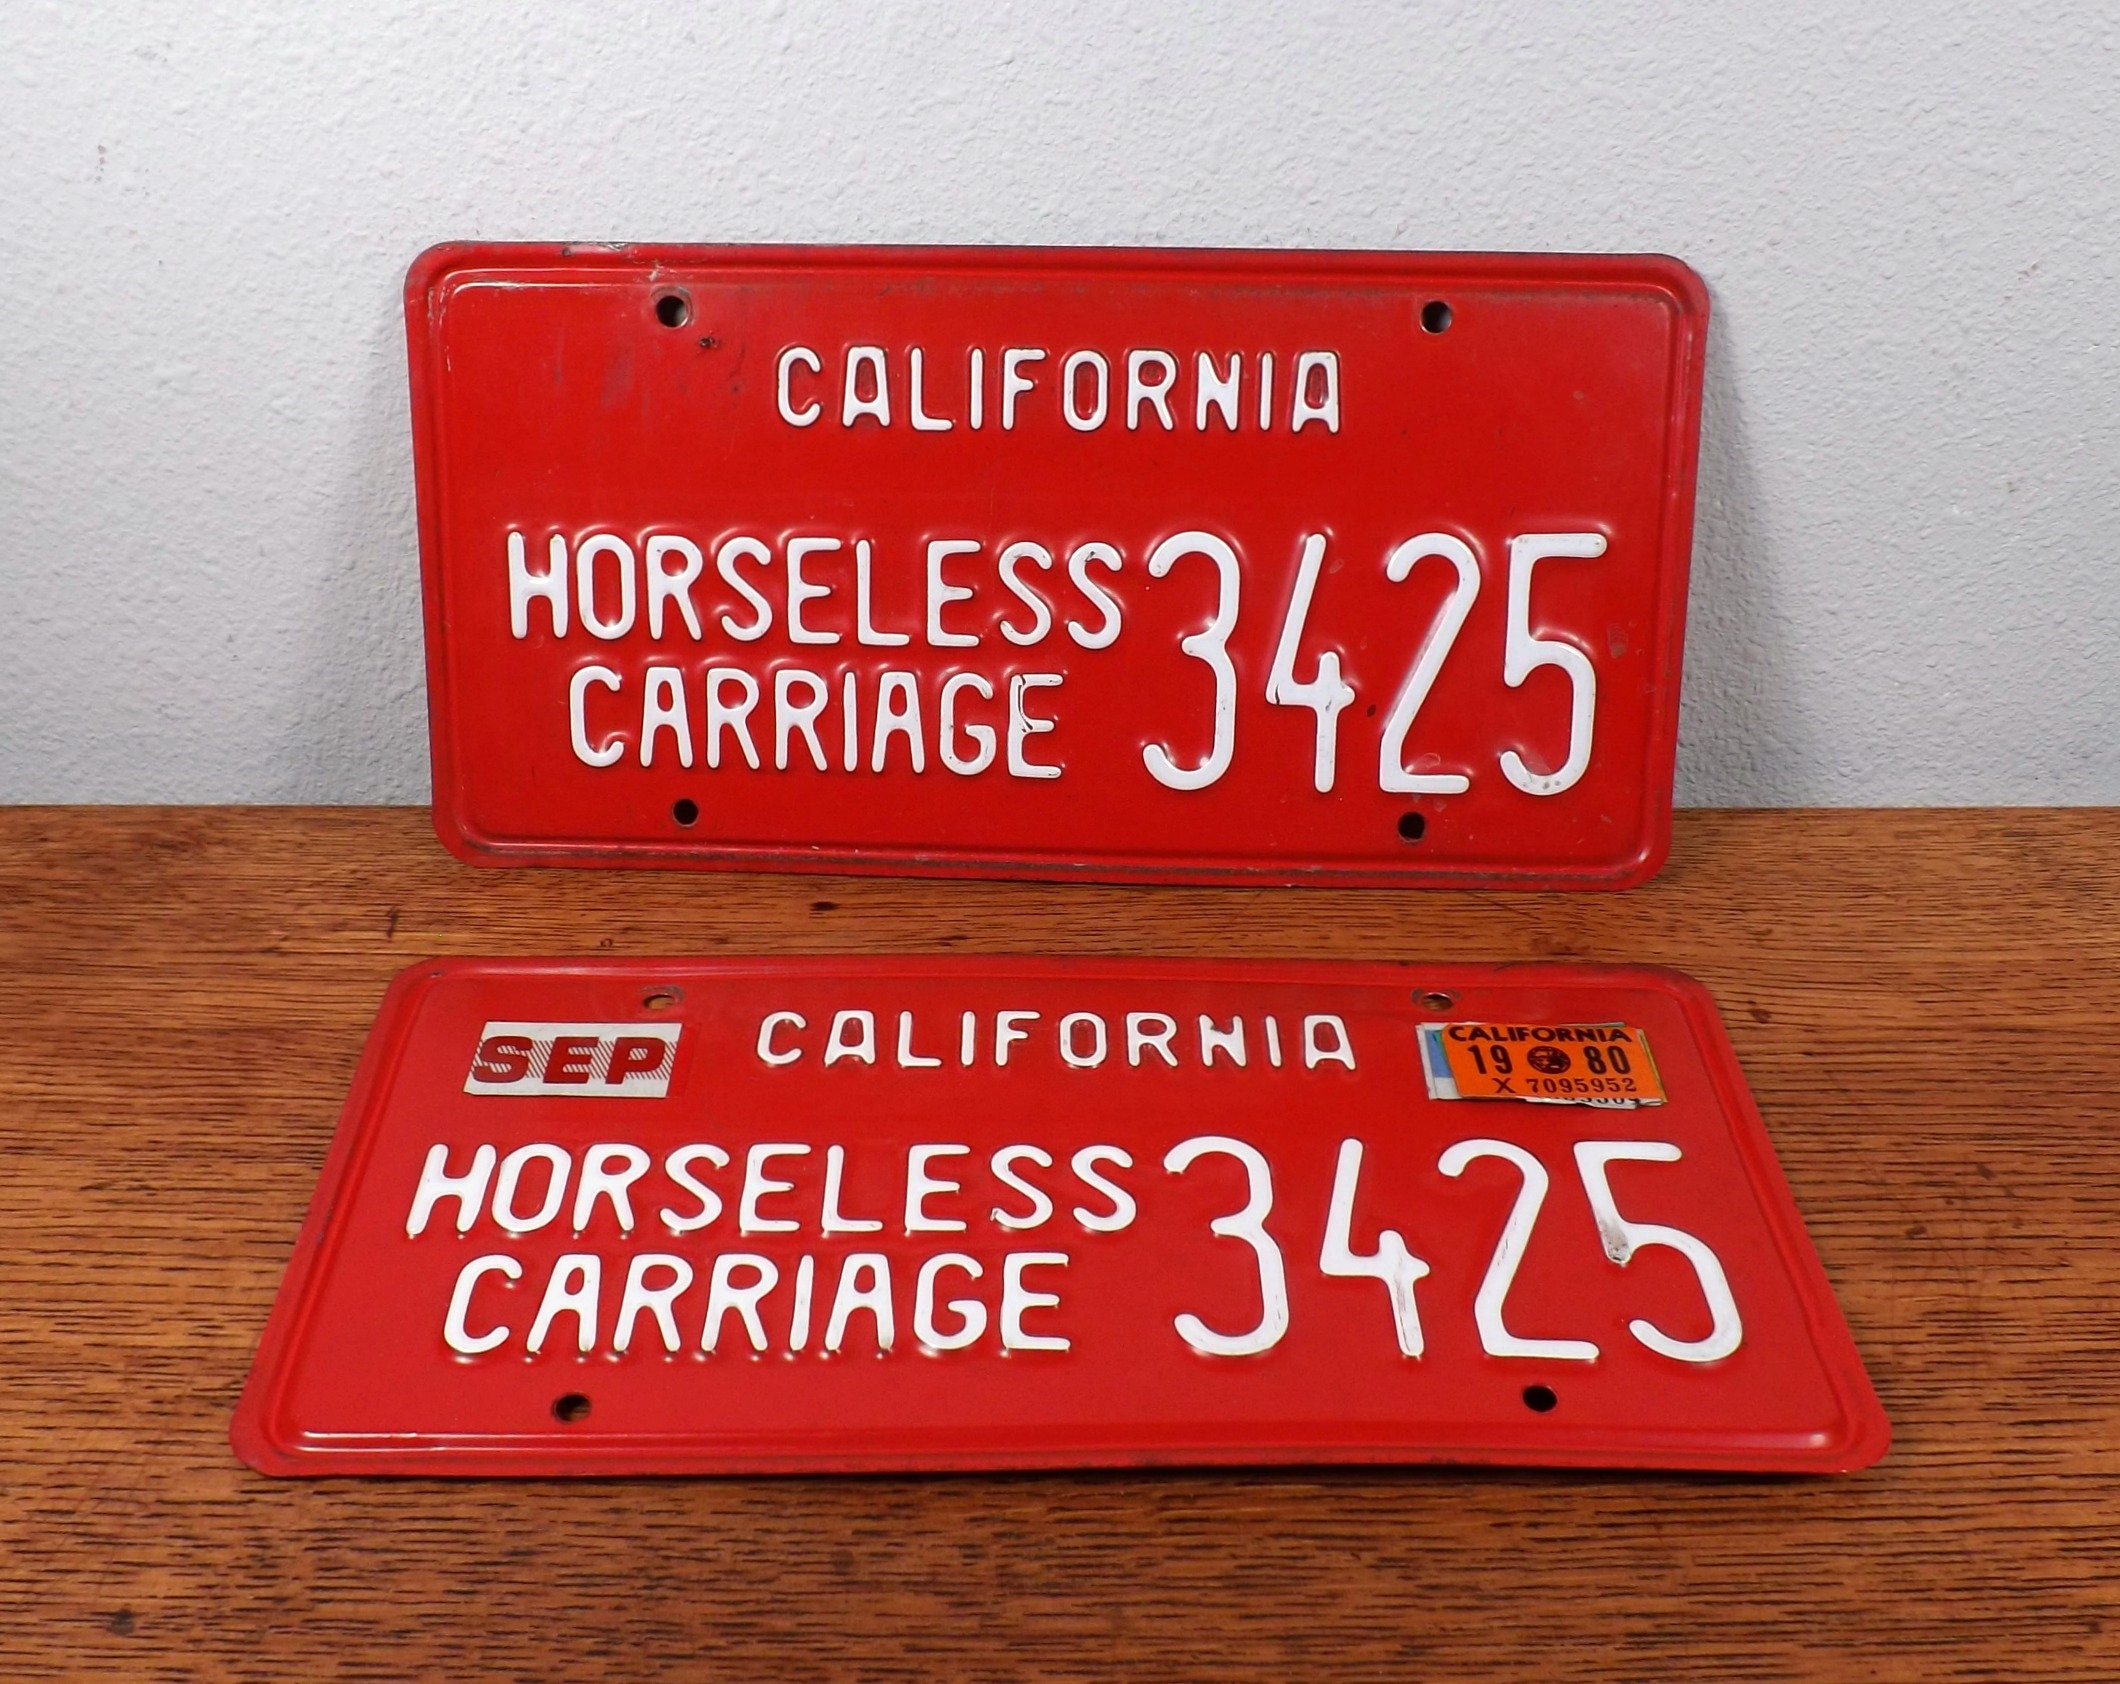 CALIFORNIA
HORSELESS
CARRIAGE
3425
SEP
CALIFORNIA
CALIFORNIA
19 80
X 7095952
HORSELESS
CARRIAGE
3425